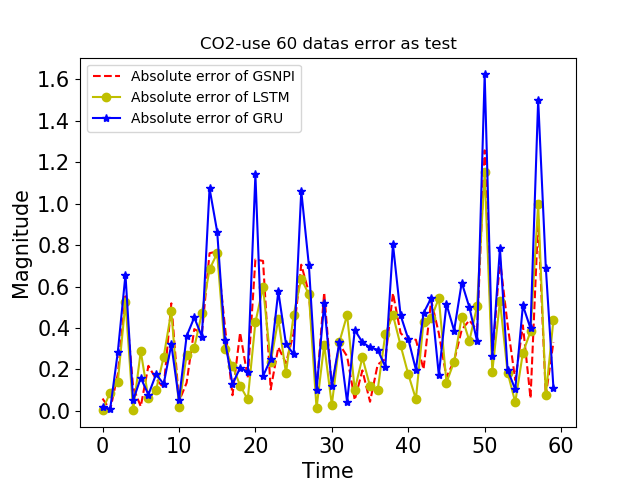 CO2-use 60 datas error as test
Absolute error of GSNPI
Absolute error of LSTM
Absolute error of GRU
Magnitude
1.6
1.4
1.2
1.0
0.8
0.6
0.4
0.2
0.0
0 10 20 30 40 50 60
Time